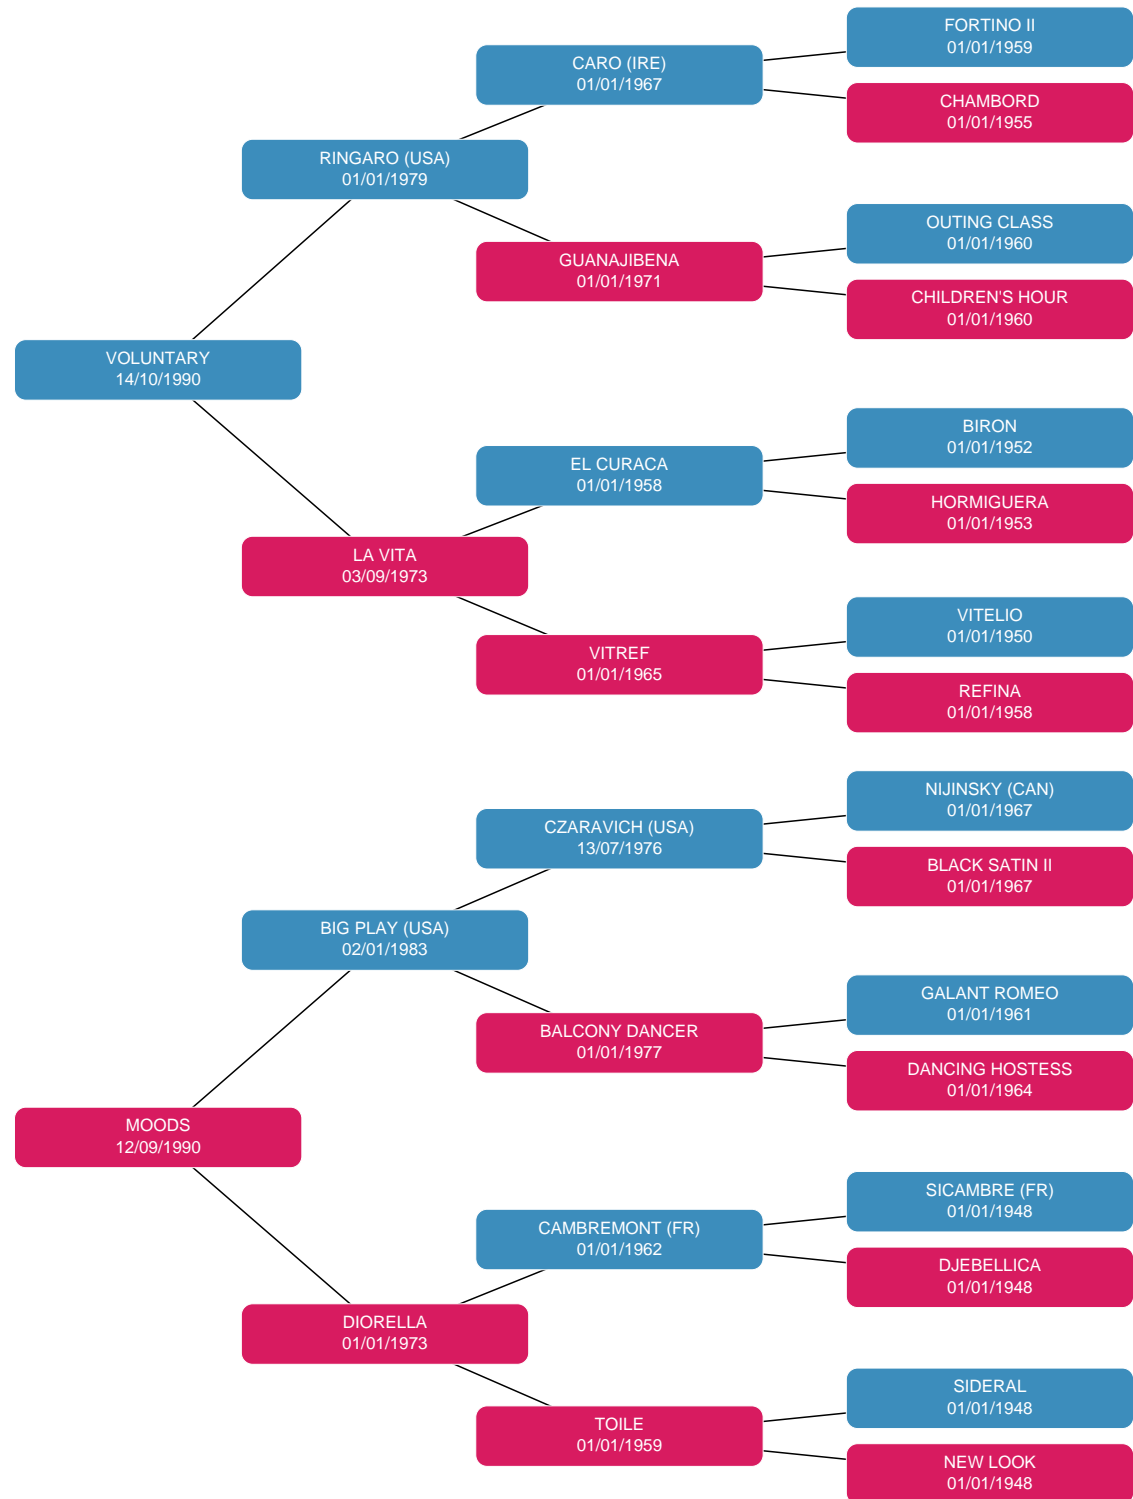 FORTINO II
01/01/1959
CARO (IRE)
01/01/1967
CHAMBORD
01/01/1955
RINGARO (USA)
01/01/1979
OUTING CLASS
01/01/1960
GUANAJIBENA
01/01/1971
CHILDREN'S HOUR
01/01/1960
VOLUNTARY
14/10/1990
BIRON
01/01/1952
EL CURACA
01/01/1958
HORMIGUERA
01/01/1953
LA VITA
03/09/1973
VITELIO
01/01/1950
VITREF
01/01/1965
REFINA
01/01/1958
NIJINSKY (CAN)
01/01/1967
CZARAVICH (USA)
13/07/1976
BLACK SATIN II
01/01/1967
BIG PLAY (USA)
02/01/1983
GALANT ROMEO
01/01/1961
BALCONY DANCER
01/01/1977
DANCING HOSTESS
01/01/1964
MOODS
12/09/1990
SICAMBRE (FR)
01/01/1948
CAMBREMONT (FR)
01/01/1962
DJEBELLICA
01/01/1948
DIORELLA
01/01/1973
SIDERAL
01/01/1948
TOILE
01/01/1959
NEW LOOK
01/01/1948